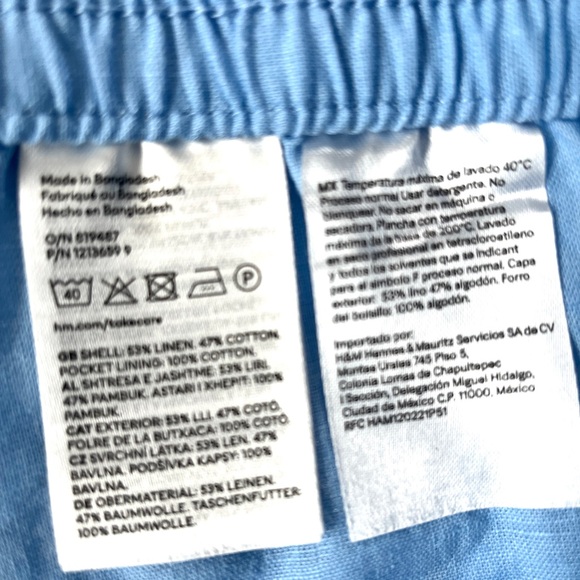 Made in Bangladesh
Fabriqué au Bangladesh
Hecho en Bangladesh
O/N 819487
P/N 1213659 9
40
P
hm.com/takecare
GB SHELL: 53% LINEN. 47% COTTON.
POCKET LINING: 100% COTTON.
AL SHTRESA E JASHTME: 53% LIRI.
47% PAMBUK. ASTARI I XHEPIT: 100%
PAMBUK.
CAT EXTERIOR: 53% LLI. 47% COTÓ.
FOLRE DE LA BUTXACA: 100% COTÓ.
CZ SVRCHNÍ LÁTKA: 53% LEN. 47%
BAVLNA. PODŠÍVKA KAPSY: 100%
BAVLNA.
DE OBERMATERIAL: 53% LEINEN.
47% BAUMWOLLE. TASCHENFUTTER:
100% BAUMWOLLE.
MX Temperatura máxima de lavado 40°C
Proceso normal Usar detergente. No
blanquear. No secar en máquina o
secadora. Plancha con temperatura
máxima de la base de 200°C. Lavado
en seco profesional en tetracloroetileno
y todos los solventes que se indican
para el símbolo F proceso normal. Capa
exterior: 53% lino 47% algodón. Forro
del bolsillo: 100% algodón.
Importado por:
H&M Hennes & Mauritz Servicios SA de CV
Montes Urales 745 Piso 5,
Colonia Lomas de Chapultepec
I Sección, Delegación Miguel Hidalgo,
Ciudad de México C.P. 11000, México
RFC HAM120221P51